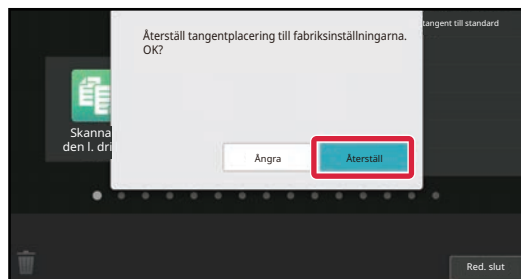 tangent till standard
Återställ tangentplacering till fabriksinställningarna.
OK?
Skanna
den l. dri
Ångra
Återställ
Red. slut